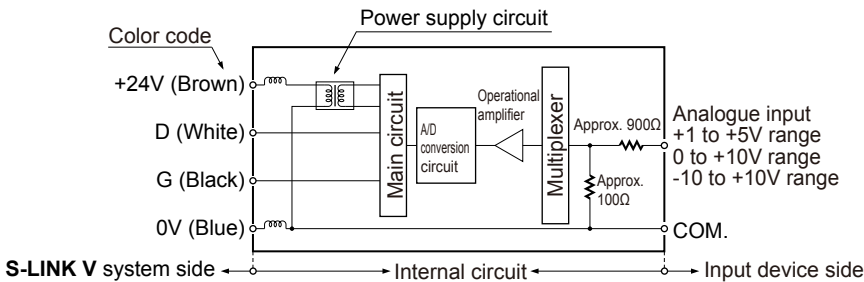 Power supply circuit
Color code
+24V (Brown)
D (White)
G (Black)
0V (Blue)
Main circuit
A/D
conversion
circuit
Operational
amplifier
Multiplexer
Approx. 900Ω
Approx.
100Ω
Analogue input
+1 to +5V range
0 to +10V range
-10 to +10V range
COM.
S-LINK V system side
Internal circuit
Input device side